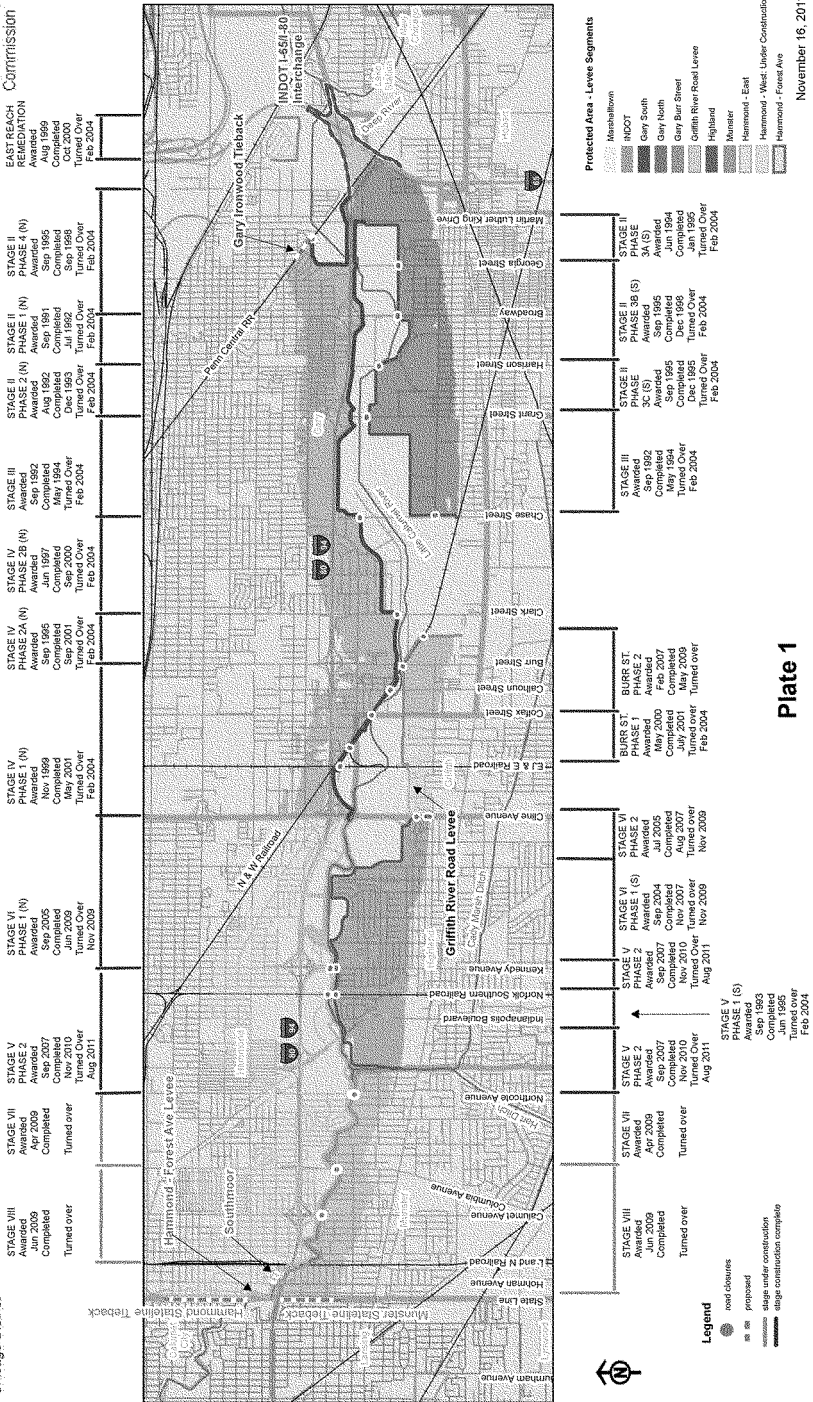 Commission
STAGE VIII
Awarded
Jun 2009
Completed
Turned over
STAGE VII
Awarded
Apr 2009
Completed
Turned over
STAGE V
PHASE 2
Awarded
Sep 2007
Completed
Nov 2010
Turned Over
Aug 2011
STAGE VI
PHASE 1 (N)
Awarded
Sep 2005
Completed
Jun 2009
Turned Over
Nov 2009
STAGE IV
PHASE 1 (N)
Awarded
Nov 1999
Completed
May 2001
Turned Over
Feb 2004
STAGE IV
PHASE 2A (N)
Awarded
Sep 1995
Completed
Sep 2001
Turned Over
Feb 2004
STAGE IV
PHASE 2B (N)
Awarded
Jun 1997
Completed
Sep 2000
Turned Over
Feb 2004
STAGE III
Awarded
Sep 1992
Completed
May 1994
Turned Over
Feb 2004
STAGE II
PHASE 2 (N)
Awarded
Aug 1992
Completed
Dec 1993
Turned Over
Feb 2004
STAGE II
PHASE 1 (N)
Awarded
Sep 1991
Completed
Jul 1992
Turned Over
Feb 2004
STAGE II
PHASE 4 (N)
Awarded
Sep 1995
Completed
Sep 1998
Turned Over
Feb 2004
EAST REACH
REMEDIATION
Awarded
Aug 1999
Completed
Oct 2000
Turned Over
Feb 2004
Hammond - Forest Ave Levee
Southmoor
Hammond Stateline Tieback
Munster Stateline Tieback
N & W Railroad
Penn Central RR
Gary Ironwood Tieback
INDOT I-65/I-80
Interchange
Deep River
Griffith River Road Levee
Cady Marsh Ditch
Hart Ditch
Burnham Avenue
State Line
Hohman Avenue
L and N Railroad
Calumet Avenue
Columbia Avenue
Northcote Avenue
Indianapolis Boulevard
Norfolk Southern Railroad
Kennedy Avenue
Cline Avenue
E J & E Railroad
Colfax Street
Calhoun Street
Burr Street
Clark Street
Chase Street
Grant Street
Harrison Street
Broadway
Georgia Street
Martin Luther King Drive
STAGE VIII
Awarded
Jun 2009
Completed
Turned over
STAGE VII
Awarded
Apr 2009
Completed
Turned over
STAGE V
PHASE 2
Awarded
Sep 2007
Completed
Nov 2010
Turned Over
Aug 2011
STAGE V
PHASE 1 (S)
Awarded
Sep 1993
Completed
Jun 1995
Turned over
Feb 2004
STAGE V
PHASE 2
Awarded
Sep 2007
Completed
Nov 2010
Turned Over
Aug 2011
STAGE VI
PHASE 1 (S)
Awarded
Sep 2004
Completed
Nov 2007
Turned over
Nov 2009
STAGE VI
PHASE 2
Awarded
Jul 2005
Completed
Aug 2007
Turned over
Nov 2009
BURR ST.
PHASE 1
Awarded
May 2000
Completed
July 2001
Turned over
Feb 2004
BURR ST.
PHASE 2
Awarded
Feb 2007
Completed
May 2009
Turned over
STAGE III
Awarded
Sep 1992
Completed
May 1994
Turned Over
Feb 2004
STAGE II
PHASE
3C (S)
Awarded
Sep 1995
Completed
Dec 1995
Turned Over
Feb 2004
STAGE II
PHASE 3B (S)
Awarded
Sep 1995
Completed
Dec 1998
Turned Over
Feb 2004
STAGE II
PHASE
3A (S)
Awarded
Jun 1994
Completed
Jan 1995
Turned Over
Feb 2004
Legend
road closures
proposed
stage under construction
stage construction complete
Plate 1
Protected Area - Levee Segments
Marshalltown
INDOT
Gary South
Gary North
Gary Burr Street
Griffith River Road Levee
Highland
Munster
Hammond - East
Hammond - West: Under Constructio
Hammond - Forest Ave
November 16, 201
N